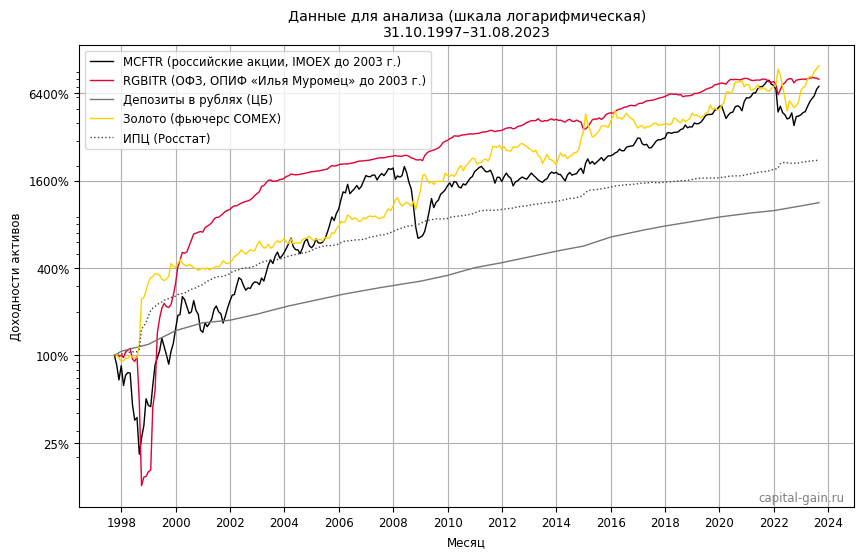 Данные для анализа (шкала логарифмическая)
31.10.1997–31.08.2023
MCFTR (российские акции, IMOEX до 2003 г.)
RGBITR (ОФЗ, ОПИФ «Илья Муромец» до 2003 г.)
Депозиты в рублях (ЦБ)
Золото (фьючерс COMEX)
ИПЦ (Росстат)
Доходности активов
6400%
1600%
400%
100%
25%
capital-gain.ru
1998 2000 2002 2004 2006 2008 2010 2012 2014 2016 2018 2020 2022 2024
Месяц